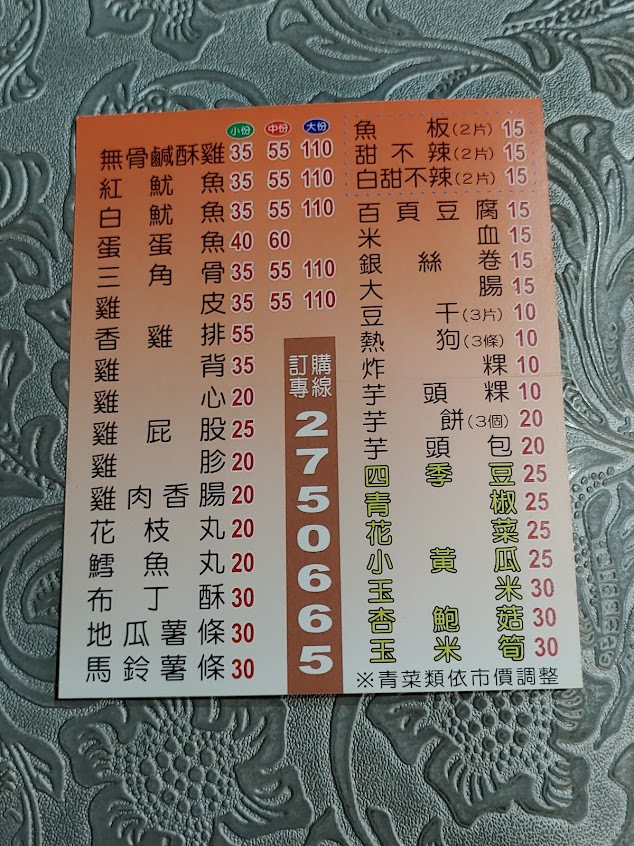 小份 中份 大份
無骨鹹酥雞 35 55 110
紅魷魚 35 55 110
白魷魚 35 55 110
蛋蛋魚 40 60
三角骨 35 55 110
雞皮 35 55 110
香雞排 55
雞背 35
雞心 20
雞屁股 25
雞胗 20
雞肉香腸 20
花枝丸 20
鱈魚丸 20
布丁酥 30
地瓜薯條 30
馬鈴薯條 30
訂購
專線
2750665
魚板(2片) 15
甜不辣(2片) 15
白甜不辣(2片) 15
百頁豆腐 15
米血 15
銀絲卷 15
大腸 15
豆干(3片) 10
熱狗(3條) 10
炸粿 10
芋頭粿 10
芋餅(3個) 20
芋頭包 20
四季豆 25
青椒 25
花菜 25
小黃瓜 25
玉米 30
杏鮑菇 30
玉米筍 30
※青菜類依市價調整